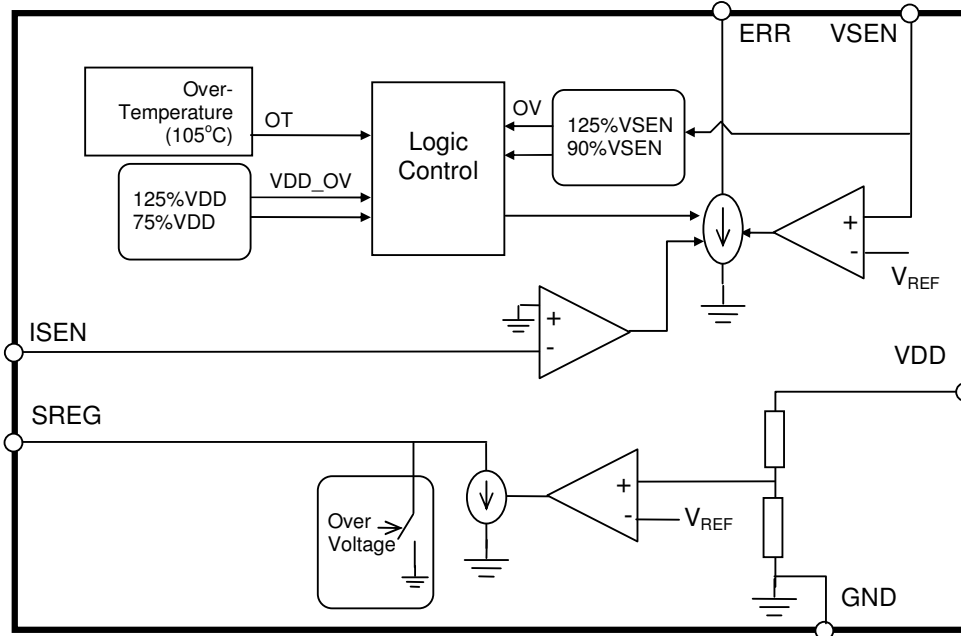 ERR
VSEN
Over-
Temperature
(105°C)
OT
Logic
Control
OV
125%VSEN
90%VSEN
125%VDD
75%VDD
VDD_OV
+
-
VREF
ISEN
+
-
VDD
SREG
Over
Voltage
+
-
VREF
GND